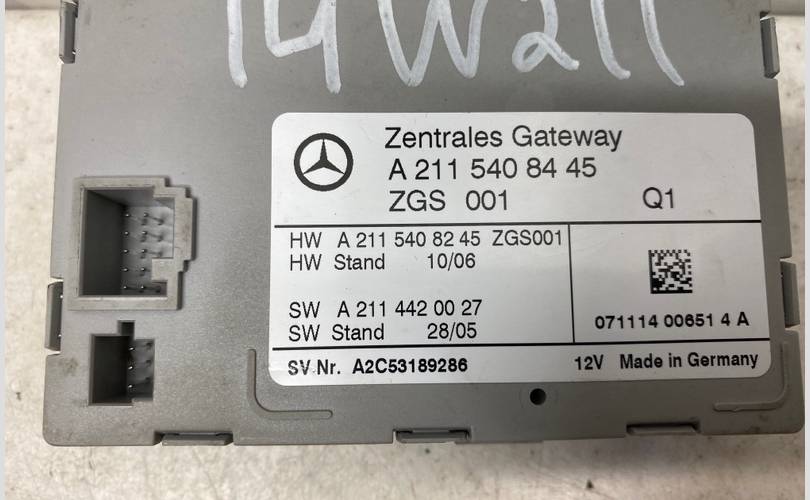 14W211
Zentrales Gateway
A 211 540 84 45
ZGS 001 Q1
HW A 211 540 82 45 ZGS001
HW Stand 10/06
SW A 211 442 00 27
SW Stand 28/05
071114 00651 4 A
SV Nr. A2C53189286
12V Made in Germany